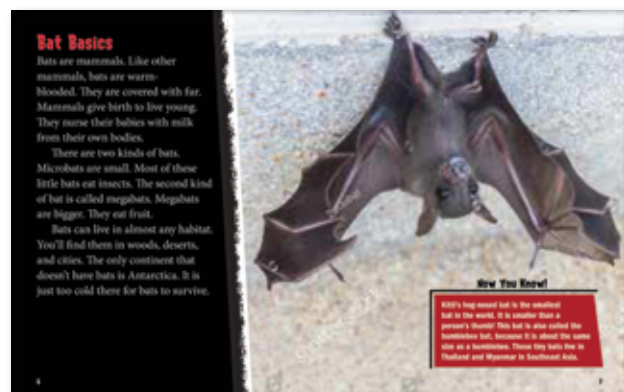 Bat Basics
Bats are mammals. Like other
mammals, bats are warm-
blooded. They are covered with fur.
Mammals give birth to live young.
They nurse their babies with milk
from their own bodies.
There are two kinds of bats.
Microbats are small. Most of these
little bats eat insects. The second kind
of bat is called megabats. Megabats
are bigger. They eat fruit.
Bats can live in almost any habitat.
You'll find them in woods, deserts,
and cities. The only continent that
doesn't have bats is Antarctica. It is
just too cold there for bats to survive.
Now You Know!
Kitti's hog-nosed bat is the smallest
bat in the world. It is smaller than a
person's thumb! This bat is also called the
bumblebee bat, because it is about the same
size as a bumblebee. These tiny bats live in
Thailand and Myanmar in Southeast Asia.